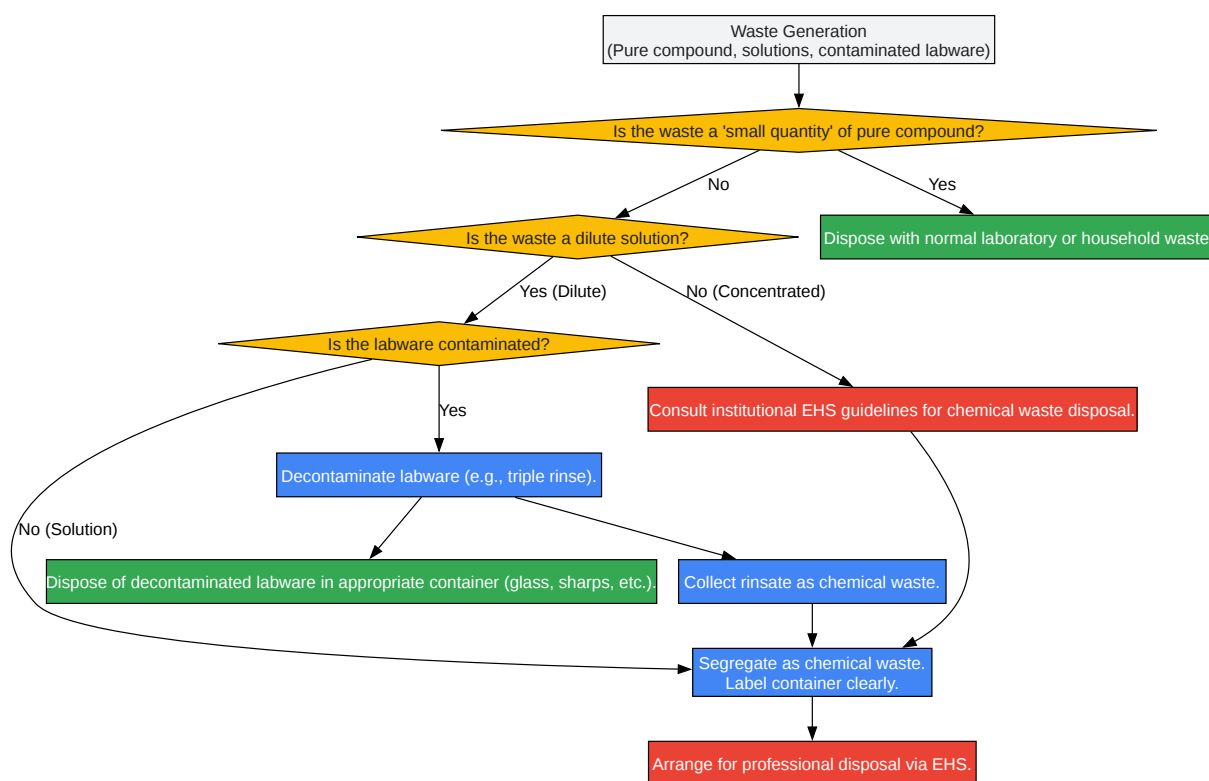 Waste Generation
(Pure compound, solutions, contaminated labware)
Is the waste a 'small quantity' of pure compound?
No
Yes
Is the waste a dilute solution?
Dispose with normal laboratory or household waste
Yes (Dilute)
No (Concentrated)
Is the labware contaminated?
Consult institutional EHS guidelines for chemical waste disposal.
Yes
Decontaminate labware (e.g., triple rinse).
No (Solution)
Dispose of decontaminated labware in appropriate container (glass, sharps, etc.).
Collect rinsate as chemical waste.
Segregate as chemical waste.
Label container clearly.
Arrange for professional disposal via EHS.